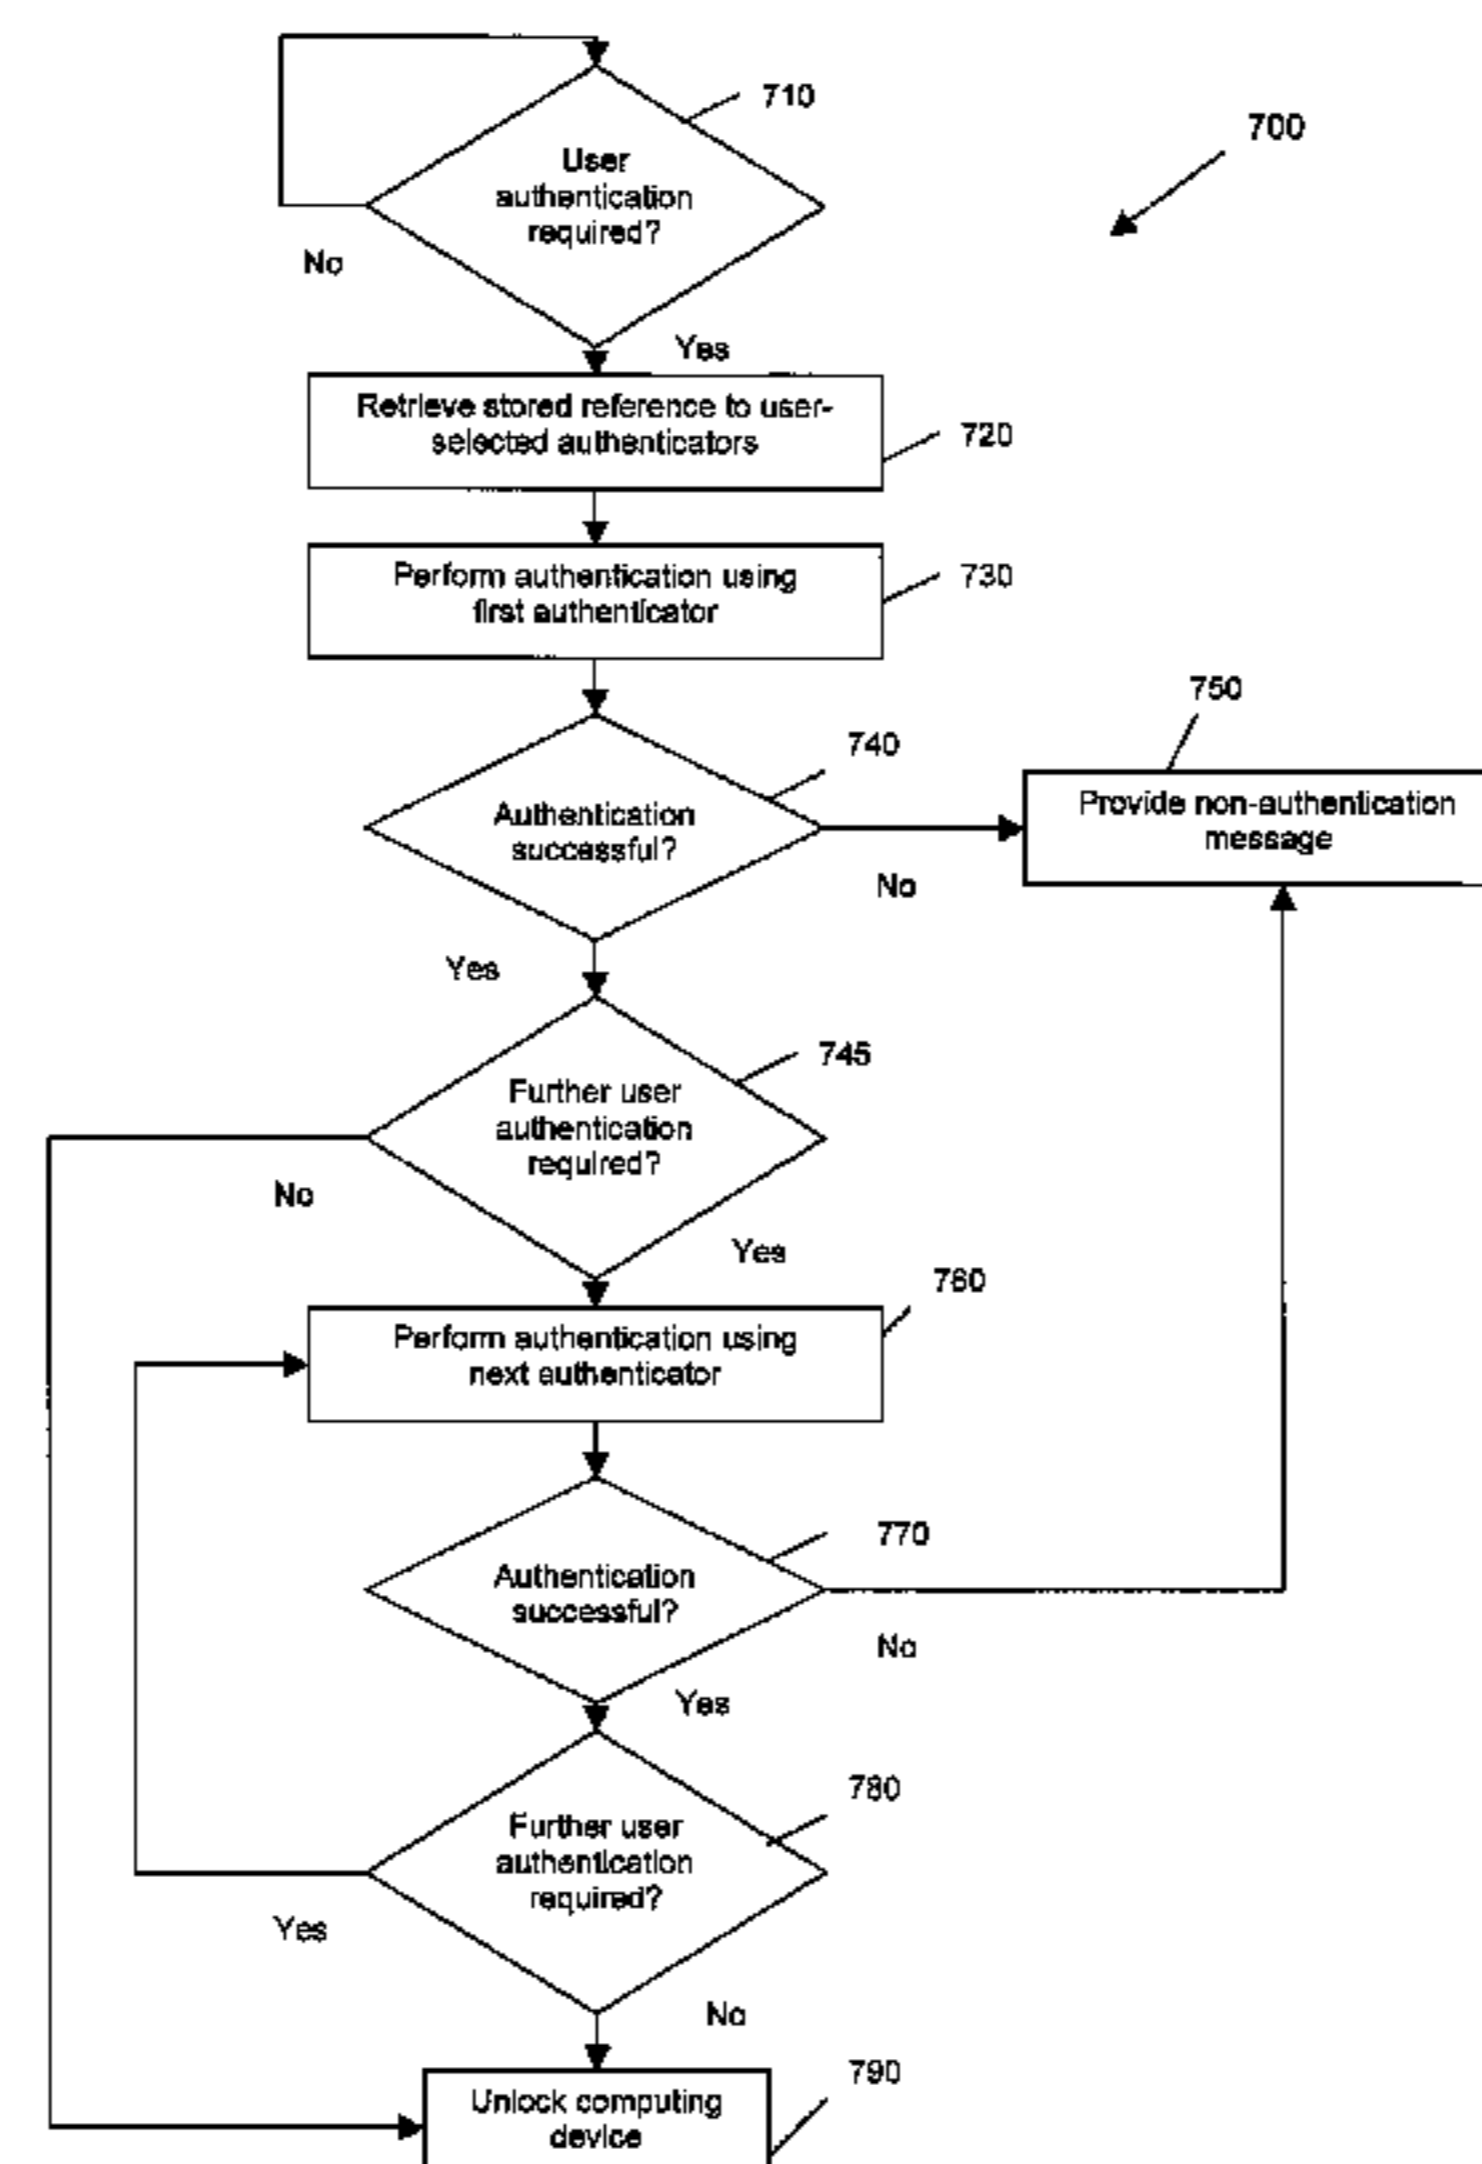 710
700
User
authentication
required?
No
Yes
Retrieve stored reference to user-
selected authenticators
720
Perform authentication using
first authenticator
730
750
740
Provide non-authentication
message
Authentication
successful?
No
Yes
745
Further user
authentication
required?
No
Yes
760
Perform authentication using
next authenticator
770
Authentication
successful?
No
Yes
780
Further user
authentication
required?
Yes
No
790
Unlock computing
device